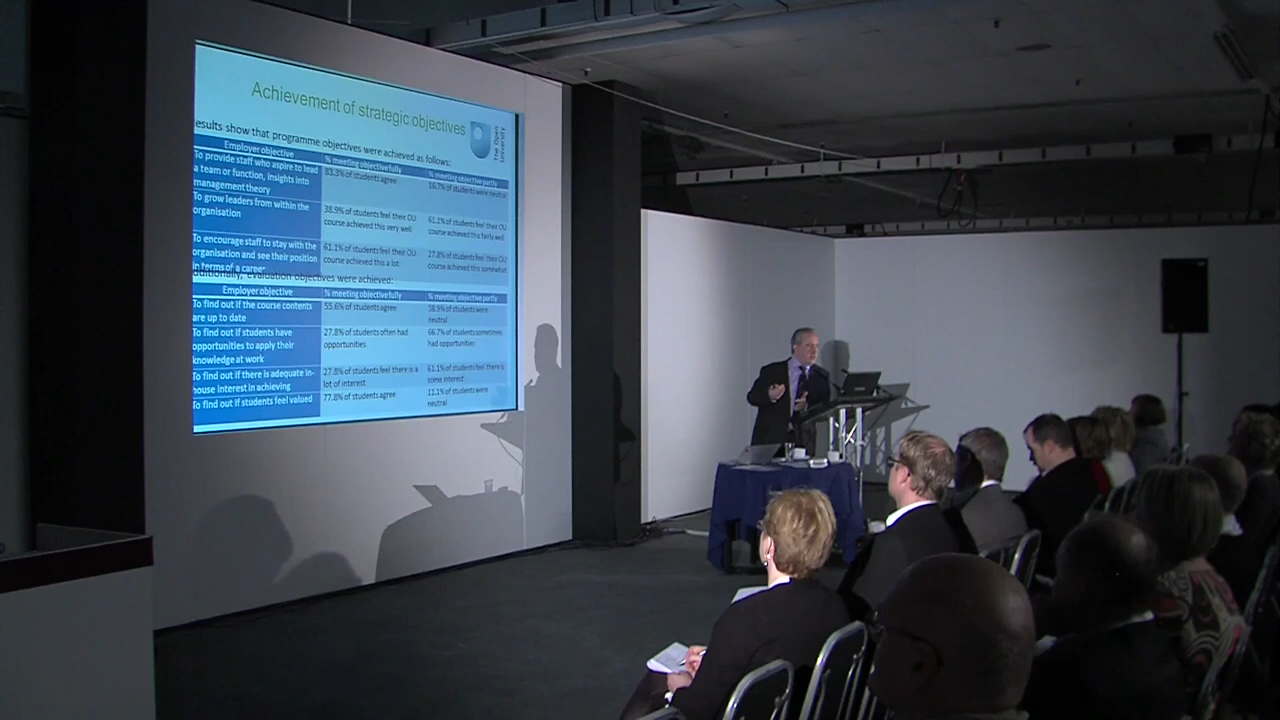 Achievement of strategic objectives
The Open
University
esults show that programme objectives were achieved as follows:
Employer objective
% meeting objective fully
% meeting objective partly
To provide staff who aspire to lead
a team or function, insights into
management theory
83.3% of students agree
16.7% of students were neutral
To grow leaders from within the
organisation
38.9% of students feel their OU
course achieved this very well
61.1% of students feel their OU
course achieved this fairly well
To encourage staff to stay with the
organisation and see their position
in terms of a career
61.1% of students feel their OU
course achieved this a lot
27.8% of students feel their OU
course achieved this somewhat
dditionally, evaluation objectives were achieved:
Employer objective
% meeting objective fully
% meeting objective partly
To find out if the course contents
are up to date
55.6% of students agree
38.9% of students were
neutral
To find out if students have
opportunities to apply their
knowledge at work
27.8% of students often had
opportunities
66.7% of students sometimes
had opportunities
To find out if there is adequate in-
house interest in achieving
27.8% of students feel there is a
lot of interest
61.1% of students feel there is
some interest
To find out if students feel valued
77.8% of students agree
11.1% of students were
neutral